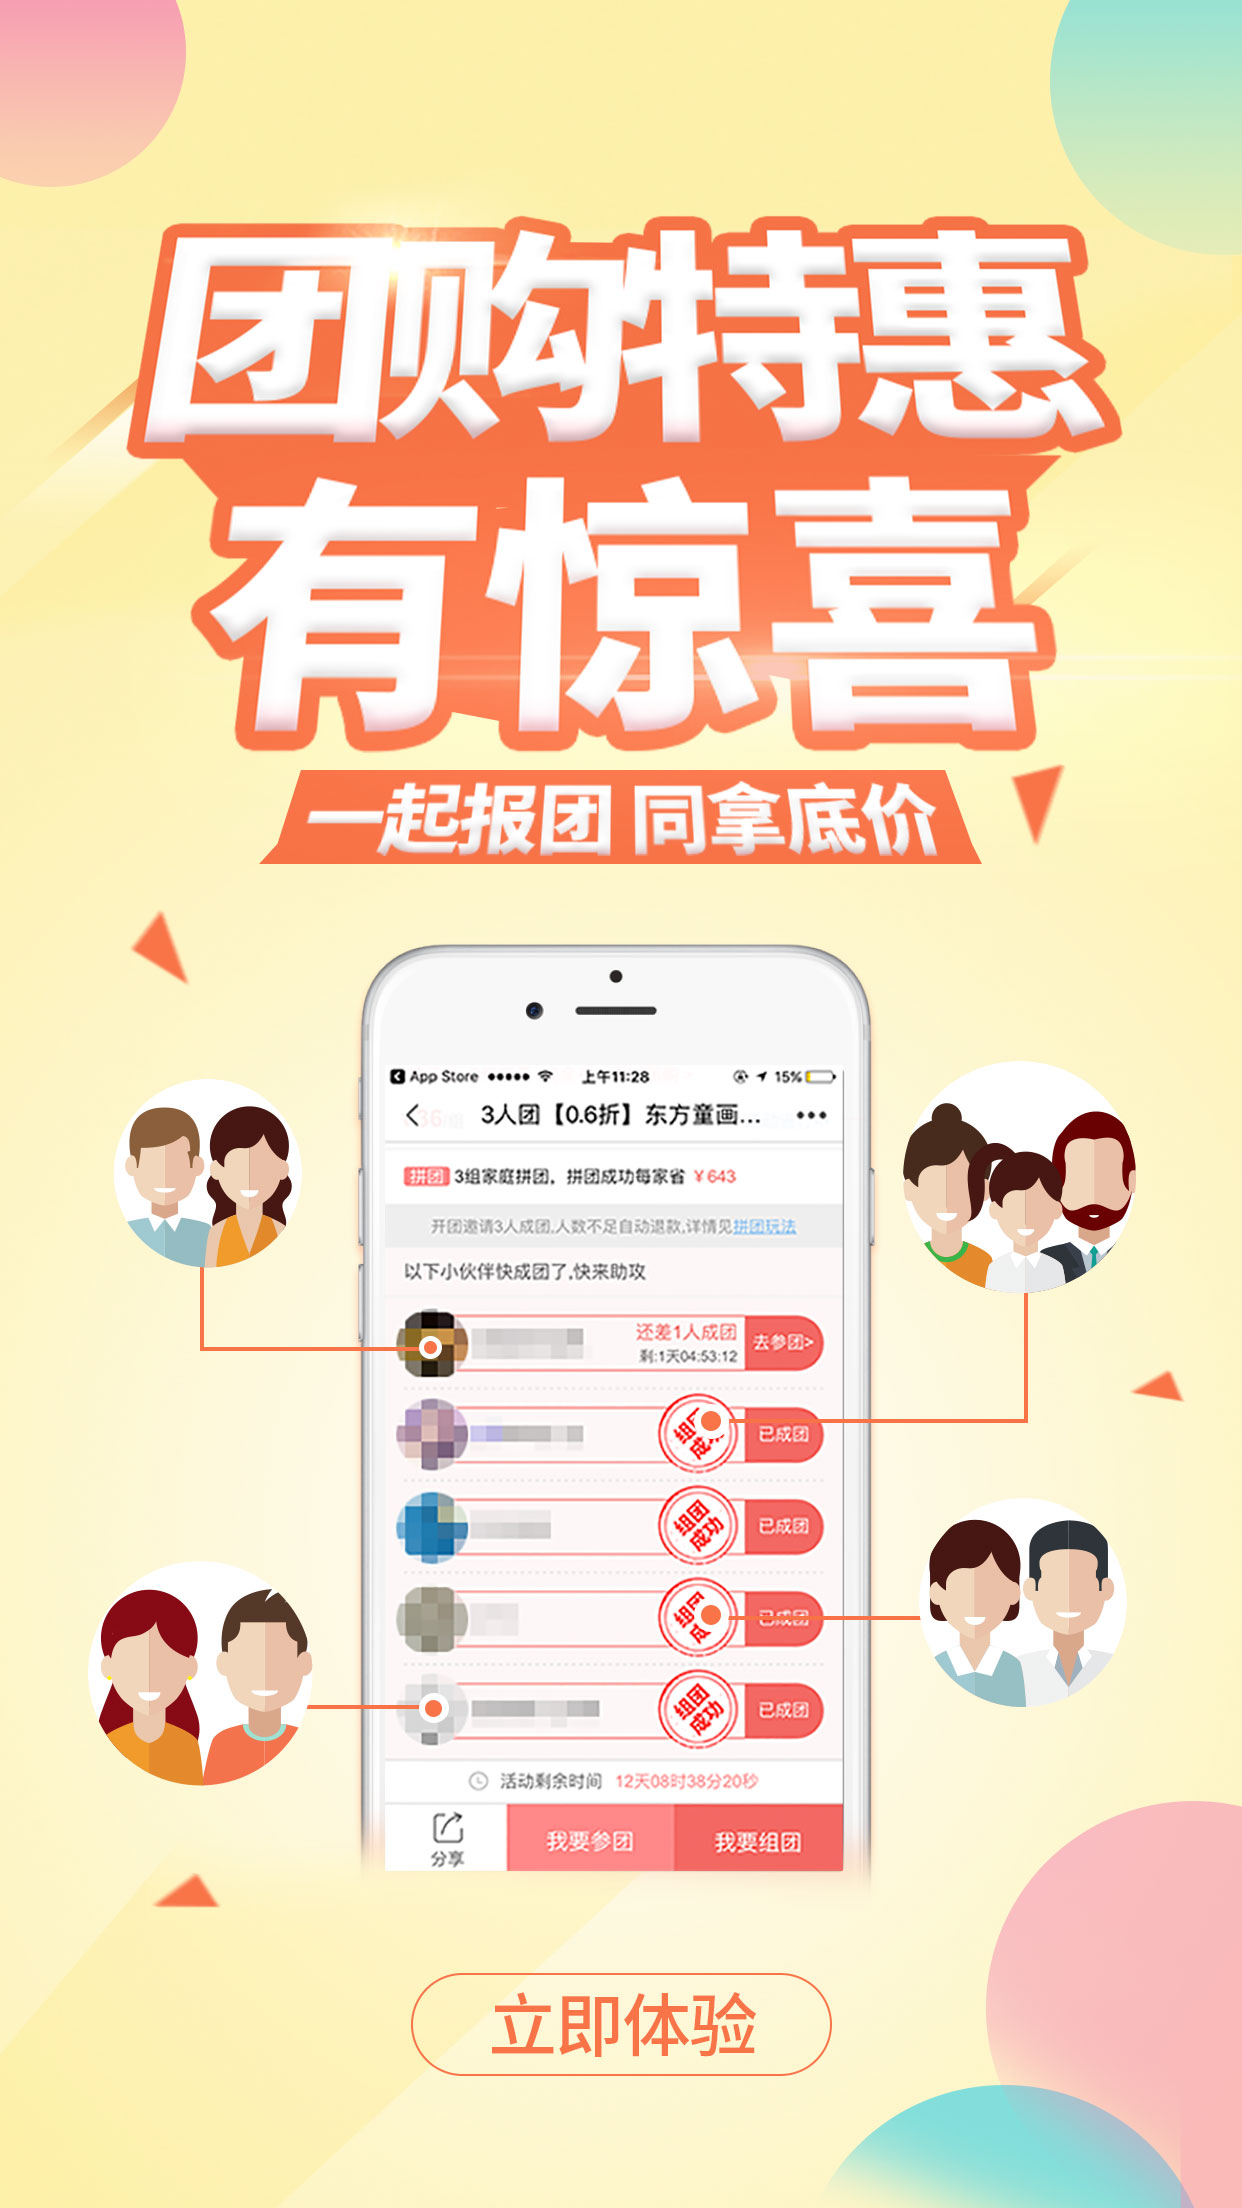 团购特惠
有惊喜
一起报团 同拿底价
App Store 上午11:28 15%
3人团【0.6折】东方童画...
拼团 3组家庭拼团，拼团成功每家省 ¥643
开团邀请3人成团,人数不足自动退款,详情见拼团玩法
以下小伙伴快成团了,快来助攻
还差1人成团
剩:1天04:53:12
去参团>
已成团
组团成功
已成团
已成团
组团成功
已成团
活动剩余时间 12天08时38分20秒
分享
我要参团
我要组团
立即体验